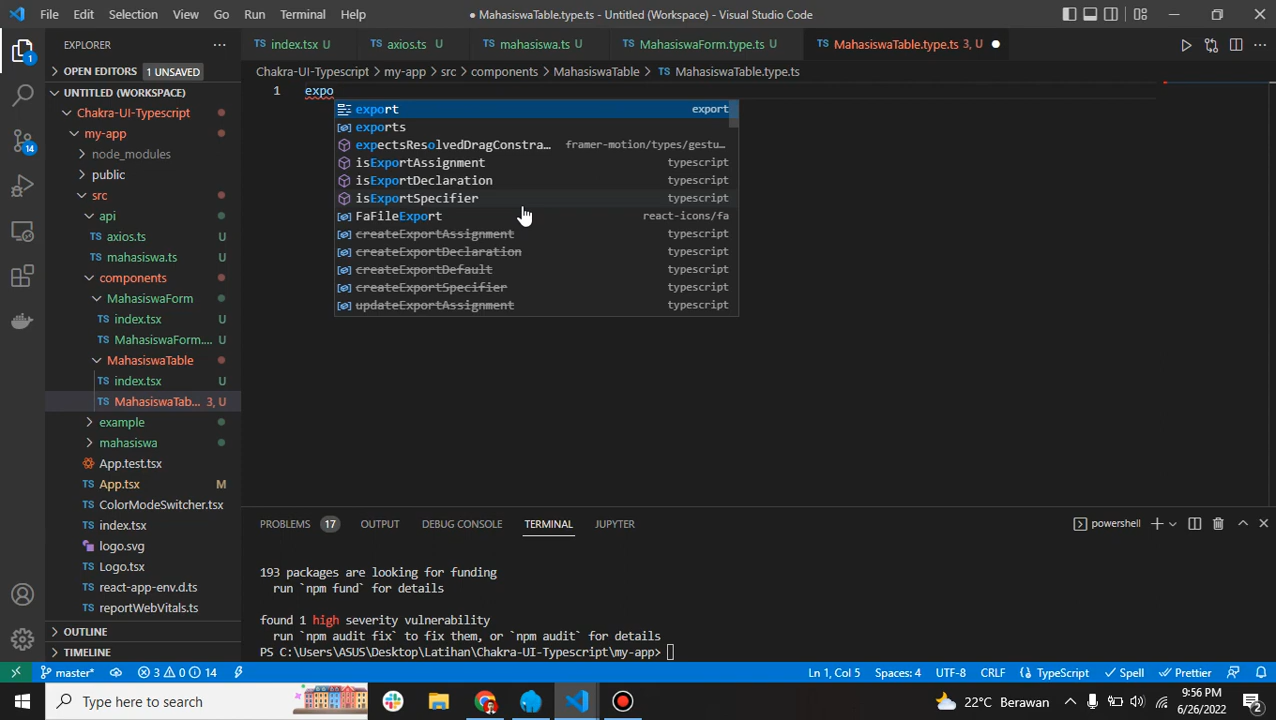 File Edit Selection View Go Run Terminal Help
● MahasiswaTable.type.ts - Untitled (Workspace) - Visual Studio Code
EXPLORER
OPEN EDITORS 1 UNSAVED
UNTITLED (WORKSPACE)
Chakra-UI-Typescript
my-app
node_modules
public
src
api
axios.ts U
mahasiswa.ts U
components
MahasiswaForm
index.tsx U
MahasiswaForm.... U
MahasiswaTable
index.tsx U
MahasiswaTab... 3, U
example
mahasiswa
App.test.tsx
App.tsx M
ColorModeSwitcher.tsx
index.tsx
logo.svg
Logo.tsx
react-app-env.d.ts
reportWebVitals.ts
OUTLINE
TIMELINE
1
14
index.tsx U
axios.ts U
mahasiswa.ts U
MahasiswaForm.type.ts U
MahasiswaTable.type.ts 3, U
Chakra-UI-Typescript > my-app > src > components > MahasiswaTable > TS MahasiswaTable.type.ts
1 expo
export export
exports
expectsResolvedDragConstra... framer-motion/types/gestu...
isExportAssignment typescript
isExportDeclaration typescript
isExportSpecifier typescript
FaFileExport react-icons/fa
createExportAssignment typescript
createExportDeclaration typescript
createExportDefault typescript
createExportSpecifier typescript
updateExportAssignment typescript
PROBLEMS 17 OUTPUT DEBUG CONSOLE TERMINAL JUPYTER
powershell
193 packages are looking for funding
run `npm fund` for details
found 1 high severity vulnerability
run `npm audit fix` to fix them, or `npm audit` for details
PS C:\Users\ASUS\Desktop\Latihan\Chakra-UI-Typescript\my-app>
master* 3 0 14
Ln 1, Col 5 Spaces: 4 UTF-8 CRLF TypeScript Spell Prettier
Type here to search
22°C Berawan
9:56 PM
6/26/2022
2